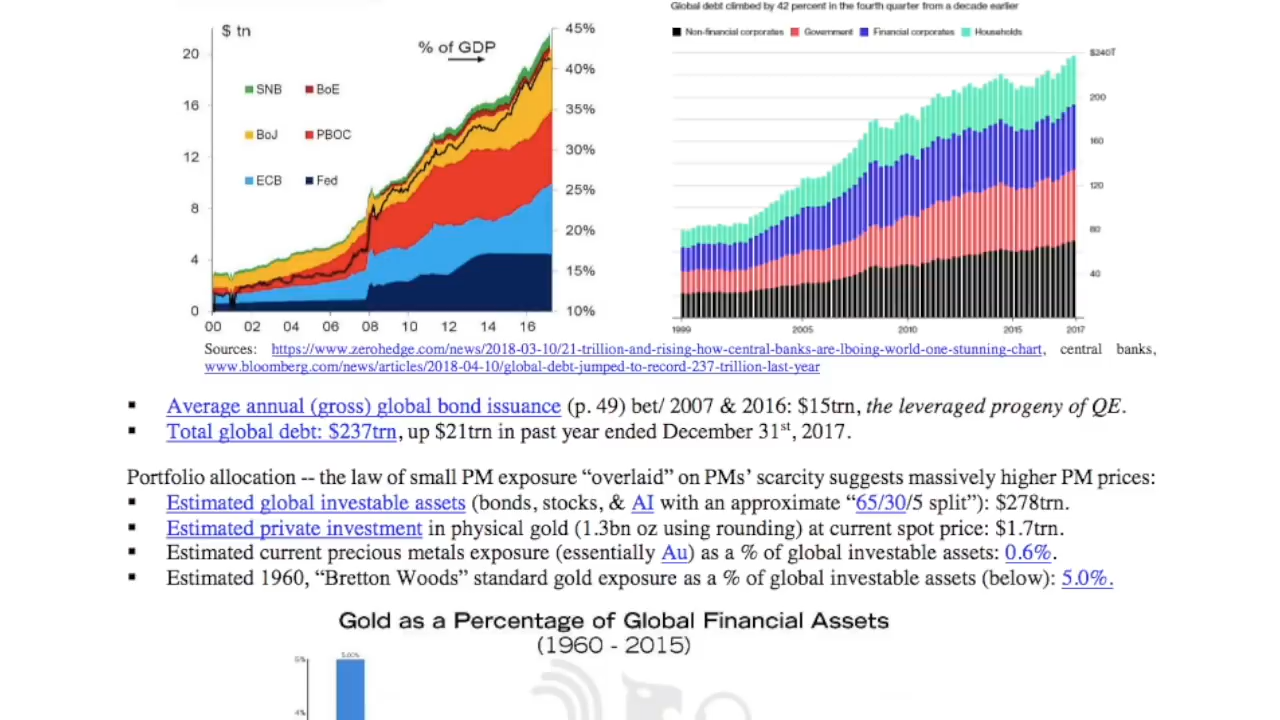 Global debt climbed by 42 percent in the fourth quarter from a decade earlier
$ tn
45%
% of GDP
Non-financial corporates Government Financial corporates Households
20
40%
SNB BoE
16
35%
BoJ PBOC
12
30%
ECB Fed
8
25%
20%
4
15%
0
10%
00 02 04 06 08 10 12 14 16
$240T
200
160
120
80
40
1999 2005 2010 2015 2017
Sources: https://www.zerohedge.com/news/2018-03-10/21-trillion-and-rising-how-central-banks-are-lboing-world-one-stunning-chart, central banks,
www.bloomberg.com/news/articles/2018-04-10/global-debt-jumped-to-record-237-trillion-last-year
▪ Average annual (gross) global bond issuance (p. 49) bet/ 2007 & 2016: $15trn, the leveraged progeny of QE.
▪ Total global debt: $237trn, up $21trn in past year ended December 31st, 2017.
Portfolio allocation -- the law of small PM exposure “overlaid” on PMs’ scarcity suggests massively higher PM prices:
▪ Estimated global investable assets (bonds, stocks, & AI with an approximate “65/30/5 split”): $278trn.
▪ Estimated private investment in physical gold (1.3bn oz using rounding) at current spot price: $1.7trn.
▪ Estimated current precious metals exposure (essentially Au) as a % of global investable assets: 0.6%.
▪ Estimated 1960, “Bretton Woods” standard gold exposure as a % of global investable assets (below): 5.0%.
Gold as a Percentage of Global Financial Assets
(1960 - 2015)
5%
5.00%
4%